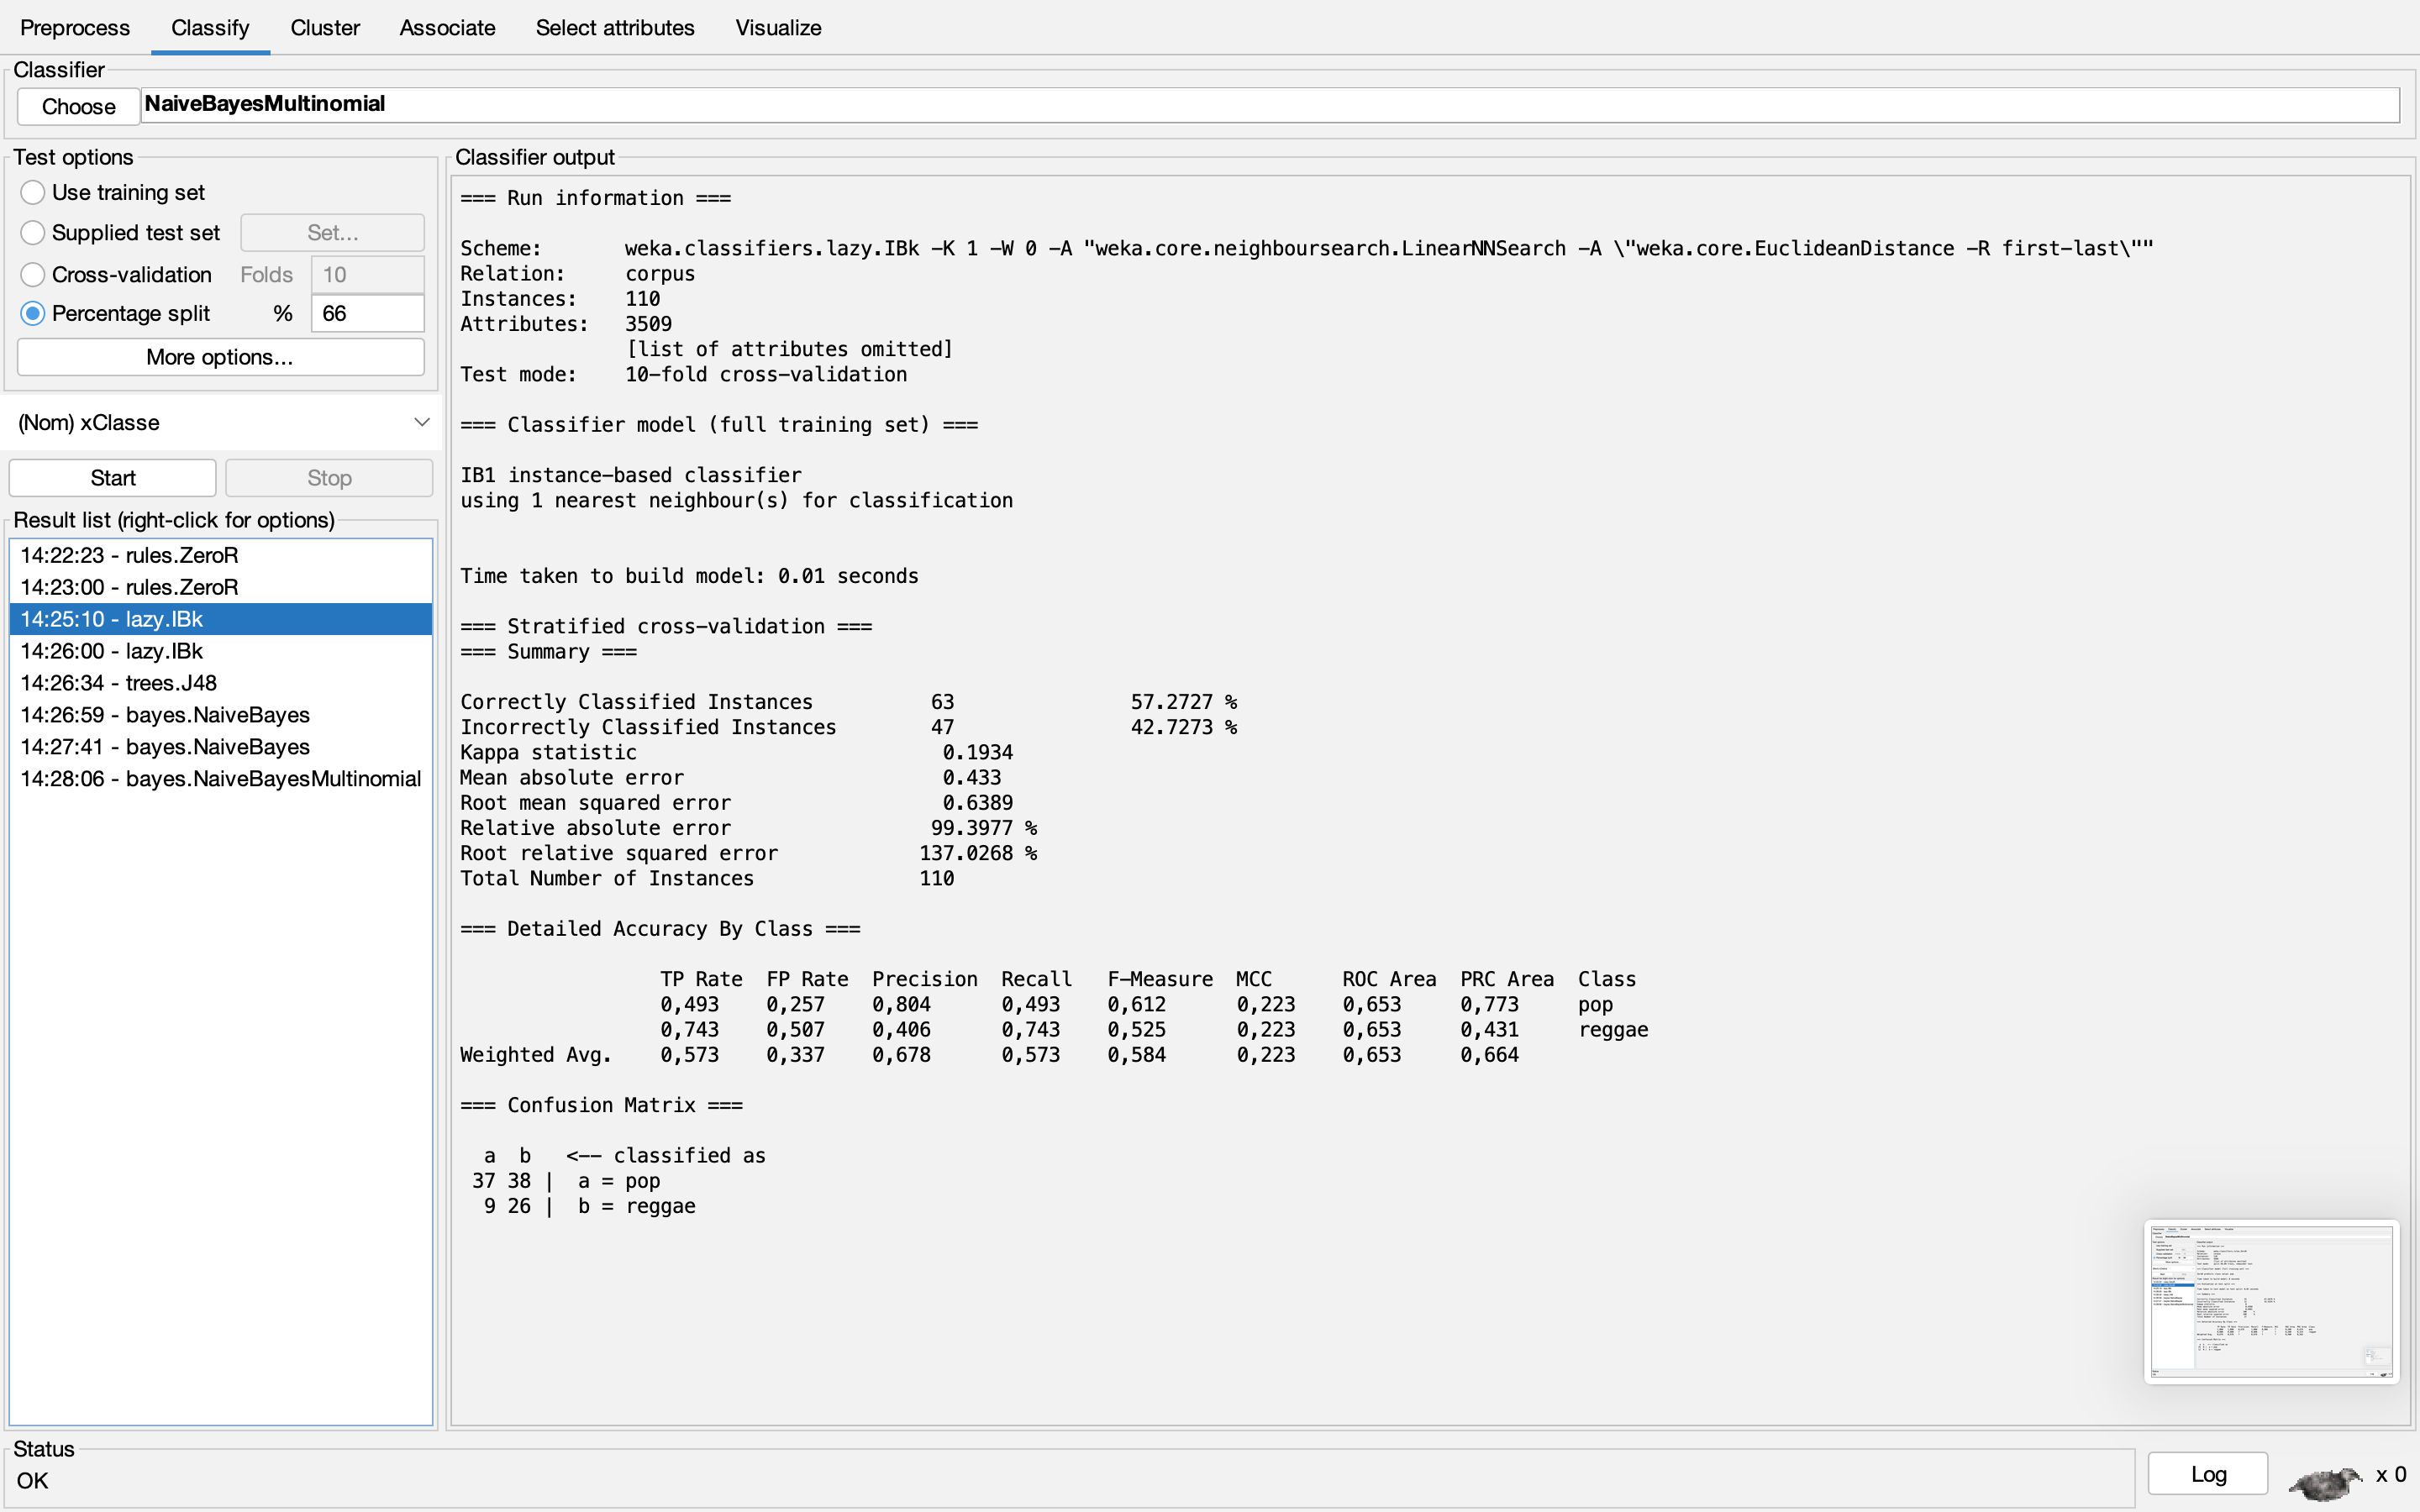 Preprocess Classify Cluster Associate Select attributes Visualize
Classifier
Choose NaiveBayesMultinomial
Test options
Use training set
Supplied test set Set...
Cross-validation Folds 10
Percentage split % 66
More options...
(Nom) xClasse
Start Stop
Result list (right-click for options)
14:22:23 - rules.ZeroR
14:23:00 - rules.ZeroR
14:25:10 - lazy.IBk
14:26:00 - lazy.IBk
14:26:34 - trees.J48
14:26:59 - bayes.NaiveBayes
14:27:41 - bayes.NaiveBayes
14:28:06 - bayes.NaiveBayesMultinomial
Classifier output
=== Run information ===
Scheme: weka.classifiers.lazy.IBk -K 1 -W 0 -A "weka.core.neighboursearch.LinearNNSearch -A \"weka.core.EuclideanDistance -R first-last\""
Relation: corpus
Instances: 110
Attributes: 3509
[list of attributes omitted]
Test mode: 10-fold cross-validation
=== Classifier model (full training set) ===
IB1 instance-based classifier
using 1 nearest neighbour(s) for classification
Time taken to build model: 0.01 seconds
=== Stratified cross-validation ===
=== Summary ===
Correctly Classified Instances 63 57.2727 %
Incorrectly Classified Instances 47 42.7273 %
Kappa statistic 0.1934
Mean absolute error 0.433
Root mean squared error 0.6389
Relative absolute error 99.3977 %
Root relative squared error 137.0268 %
Total Number of Instances 110
=== Detailed Accuracy By Class ===
TP Rate FP Rate Precision Recall F-Measure MCC ROC Area PRC Area Class
0,493 0,257 0,804 0,493 0,612 0,223 0,653 0,773 pop
0,743 0,507 0,406 0,743 0,525 0,223 0,653 0,431 reggae
Weighted Avg. 0,573 0,337 0,678 0,573 0,584 0,223 0,653 0,664
=== Confusion Matrix ===
a b <-- classified as
37 38 | a = pop
9 26 | b = reggae
Status
OK
Log x 0